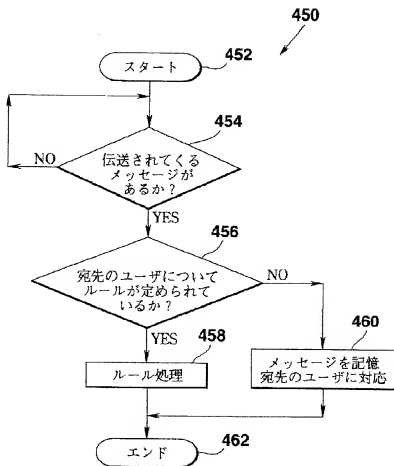 450
スタート
452
454
伝送されてくる
メッセージが
あるか?
NO
YES
456
宛先のユーザについて
ルールが定められて
いるか?
NO
YES
458
ルール処理
460
メッセージを記憶
宛先のユーザに対応
エンド
462